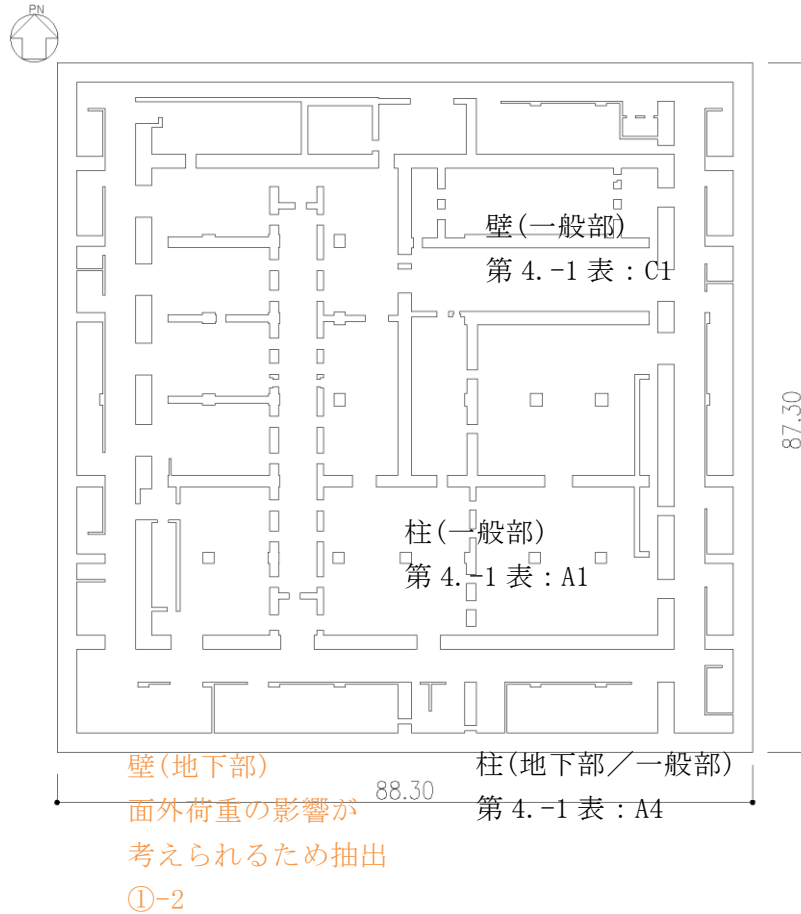 PN
壁(一般部)
第 4.-1 表：C1
87.30
柱(一般部)
第 4.-1 表：A1
壁(地下部)
面外荷重の影響が
考えられるため抽出
①-2
88.30
柱(地下部／一般部)
第 4.-1 表：A4